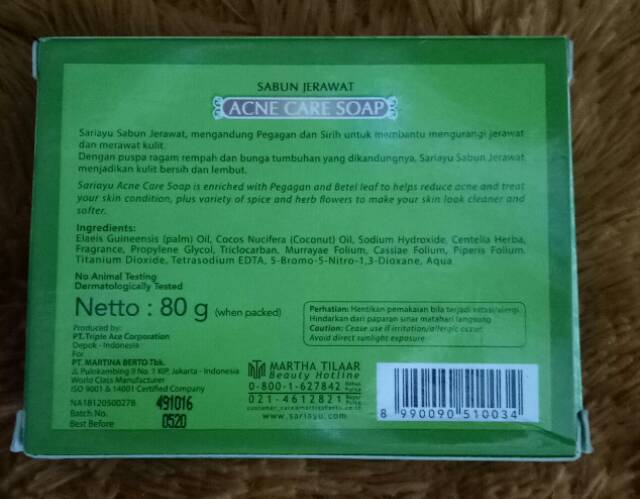 SABUN JERAWAT
ACNE CARE SOAP
Sariayu Sabun Jerawat, mengandung Pegagan dan Sirih untuk membantu mengurangi jerawat
dan merawat kulit.
Dengan puspa ragam rempah dan bunga tumbuhan yang dikandungnya, Sariayu Sabun Jerawat
menjadikan kulit bersih dan lembut.
Sariayu Acne Care Soap is enriched with Pegagan and Betel leaf to helps reduce acne and treat
your skin condition, plus variety of spice and herb flowers to make your skin look cleaner and
softer.
Ingredients:
Elaeis Guineensis (palm) Oil, Cocos Nucifera (Coconut) Oil, Sodium Hydroxide, Centella Herba,
Fragrance, Propylene Glycol, Triclocarban, Murrayae Folium, Cassiae Folium, Piperis Folium,
Titanium Dioxide, Tetrasodium EDTA, 5-Bromo-5-Nitro-1,3-Dioxane, Aqua
No Animal Testing
Dermatologically Tested
Netto : 80 g (when packed)
Perhatian: Hentikan pemakaian bila terjadi iritasi/alergi.
Hindarkan dari paparan sinar matahari langsung
Caution: Cease use if irritation/allergic occur.
Avoid direct sunlight exposure
Produced by:
PT. Triple Ace Corporation
Depok - Indonesia
For
PT. MARTINA BERTO Tbk.
Jl. Pulokambing II No. 1 KIP, Jakarta - Indonesia
World Class Manufacturer
ISO 9001 & 14001 Certified Company
NA18120500278
Batch No. 491016
Best Before 0520
MARTHA TILAAR
Beauty Hotline
0-800-1-627842 Bebas Pulsa
021-4612821 Bayar Pulsa
www.sariayu.com
8 990090 510034